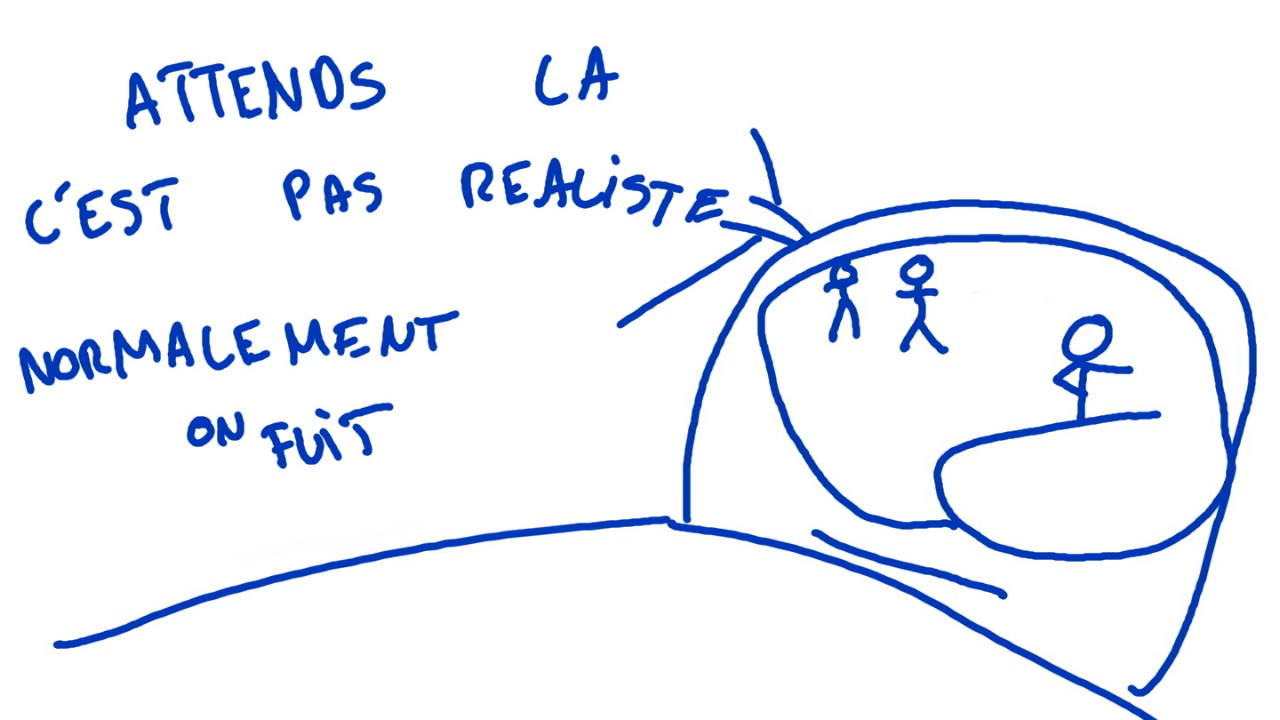 ATTENDS LA
C'EST PAS REALISTE
NORMALEMENT
ON FUIT